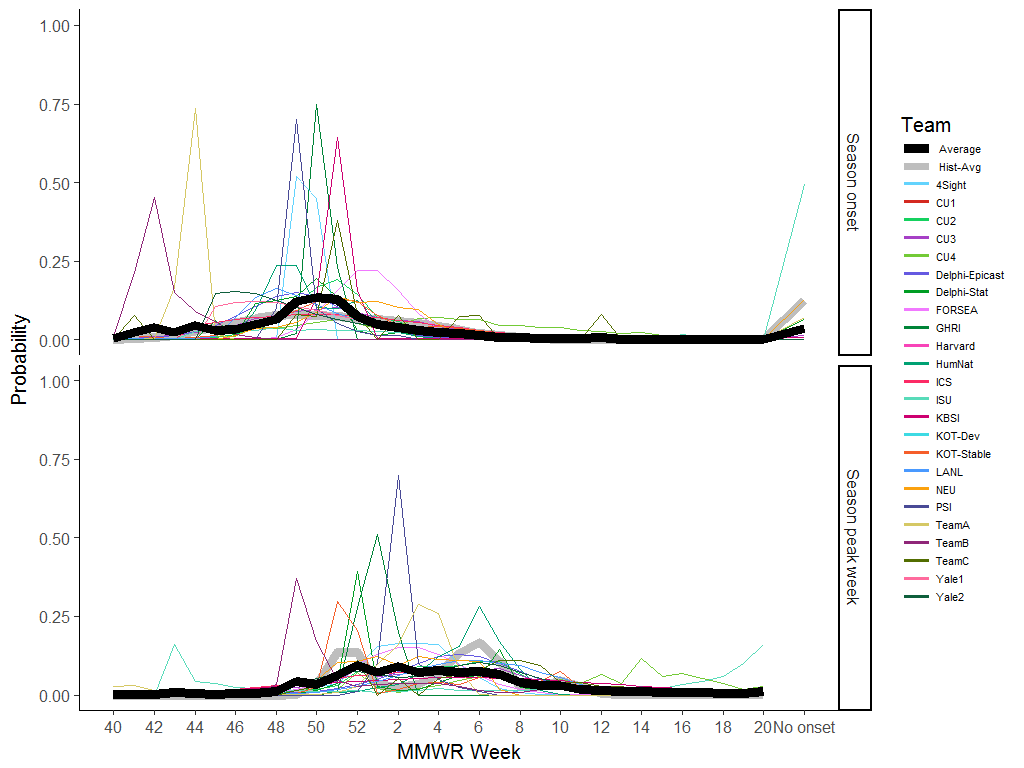 1.00
0.75
0.50
0.25
0.00
Season onset
1.00
0.75
0.50
0.25
0.00
Season peak week
Probability
40 42 44 46 48 50 52 2 4 6 8 10 12 14 16 18 20 No onset
MMWR Week
Team
Average
Hist-Avg
4Sight
CU1
CU2
CU3
CU4
Delphi-Epicast
Delphi-Stat
FORSEA
GHRI
Harvard
HumNat
ICS
ISU
KBSI
KOT-Dev
KOT-Stable
LANL
NEU
PSI
TeamA
TeamB
TeamC
Yale1
Yale2